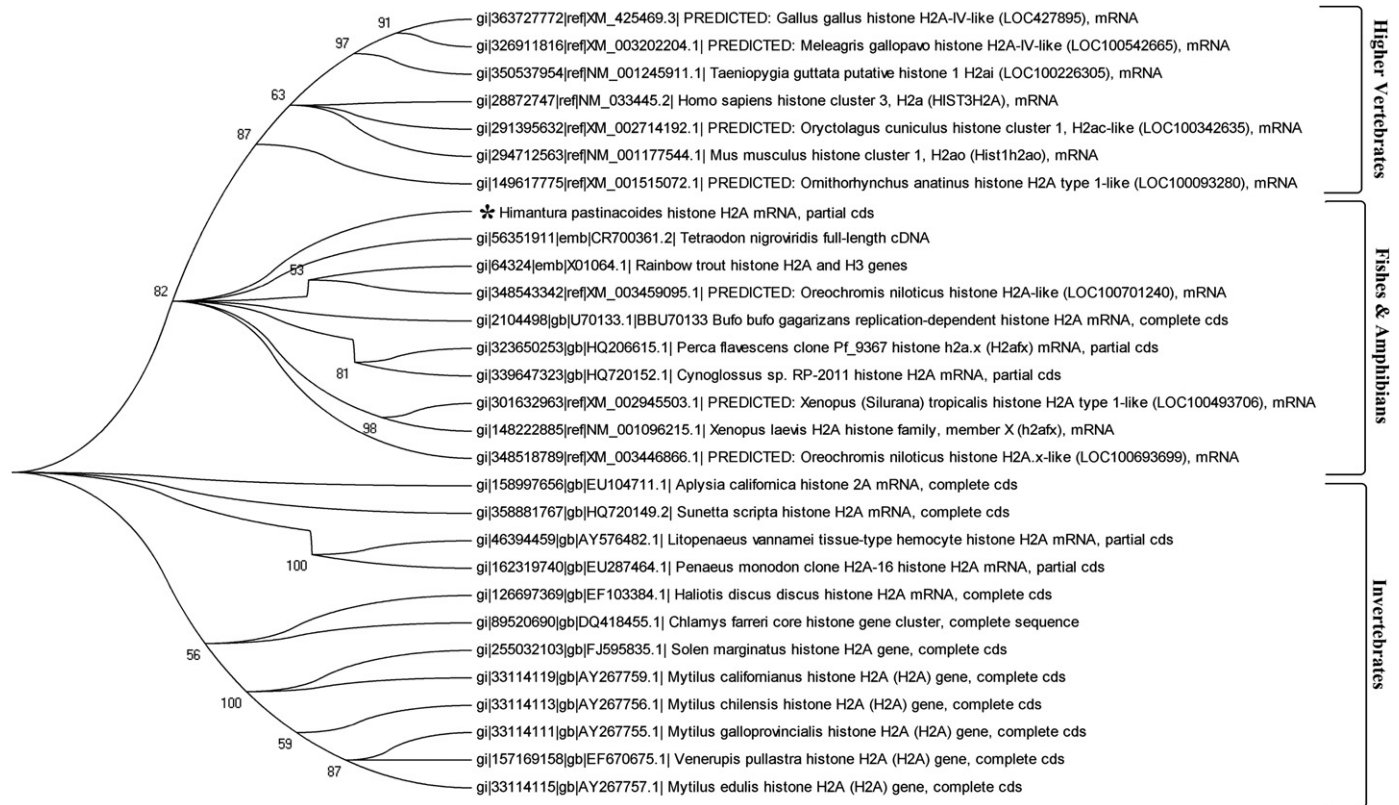 91
gi|363727772|ref|XM_425469.3| PREDICTED: Gallus gallus histone H2A-IV-like (LOC427895), mRNA
97
gi|326911816|ref|XM_003202204.1| PREDICTED: Meleagris gallopavo histone H2A-IV-like (LOC100542665), mRNA
gi|350537954|ref|NM_001245911.1| Taeniopygia guttata putative histone 1 H2ai (LOC100226305), mRNA
63
gi|28872747|ref|NM_033445.2| Homo sapiens histone cluster 3, H2a (HIST3H2A), mRNA
87
gi|291395632|ref|XM_002714192.1| PREDICTED: Oryctolagus cuniculus histone cluster 1, H2ac-like (LOC100342635), mRNA
gi|294712563|ref|NM_001177544.1| Mus musculus histone cluster 1, H2ao (Hist1h2ao), mRNA
gi|149617775|ref|XM_001515072.1| PREDICTED: Ornithorhynchus anatinus histone H2A type 1-like (LOC100093280), mRNA
Higher Vertebrates
* Himantura pastinacoides histone H2A mRNA, partial cds
gi|56351911|emb|CR700361.2| Tetraodon nigroviridis full-length cDNA
53
gi|64324|emb|X01064.1| Rainbow trout histone H2A and H3 genes
82
gi|348543342|ref|XM_003459095.1| PREDICTED: Oreochromis niloticus histone H2A-like (LOC100701240), mRNA
gi|2104498|gb|U70133.1|BBU70133 Bufo bufo gagarizans replication-dependent histone H2A mRNA, complete cds
gi|323650253|gb|HQ206615.1| Perca flavescens clone Pf_9367 histone h2a.x (H2afx) mRNA, partial cds
81
gi|339647323|gb|HQ720152.1| Cynoglossus sp. RP-2011 histone H2A mRNA, partial cds
gi|301632963|ref|XM_002945503.1| PREDICTED: Xenopus (Silurana) tropicalis histone H2A type 1-like (LOC100493706), mRNA
98
gi|148222885|ref|NM_001096215.1| Xenopus laevis H2A histone family, member X (h2afx), mRNA
gi|348518789|ref|XM_003446866.1| PREDICTED: Oreochromis niloticus histone H2A.x-like (LOC100693699), mRNA
Fishes & Amphibians
gi|158997656|gb|EU104711.1| Aplysia californica histone 2A mRNA, complete cds
gi|358881767|gb|HQ720149.2| Sunetta scripta histone H2A mRNA, complete cds
gi|46394459|gb|AY576482.1| Litopenaeus vannamei tissue-type hemocyte histone H2A mRNA, partial cds
100
gi|162319740|gb|EU287464.1| Penaeus monodon clone H2A-16 histone H2A mRNA, partial cds
gi|126697369|gb|EF103384.1| Haliotis discus discus histone H2A mRNA, complete cds
gi|89520690|gb|DQ418455.1| Chlamys farreri core histone gene cluster, complete sequence
56
gi|255032103|gb|FJ595835.1| Solen marginatus histone H2A gene, complete cds
gi|33114119|gb|AY267759.1| Mytilus californianus histone H2A (H2A) gene, complete cds
100
gi|33114113|gb|AY267756.1| Mytilus chilensis histone H2A (H2A) gene, complete cds
59
gi|33114111|gb|AY267755.1| Mytilus galloprovincialis histone H2A (H2A) gene, complete cds
87
gi|157169158|gb|EF670675.1| Venerupis pullastra histone H2A (H2A) gene, complete cds
gi|33114115|gb|AY267757.1| Mytilus edulis histone H2A (H2A) gene, complete cds
Invertebrates